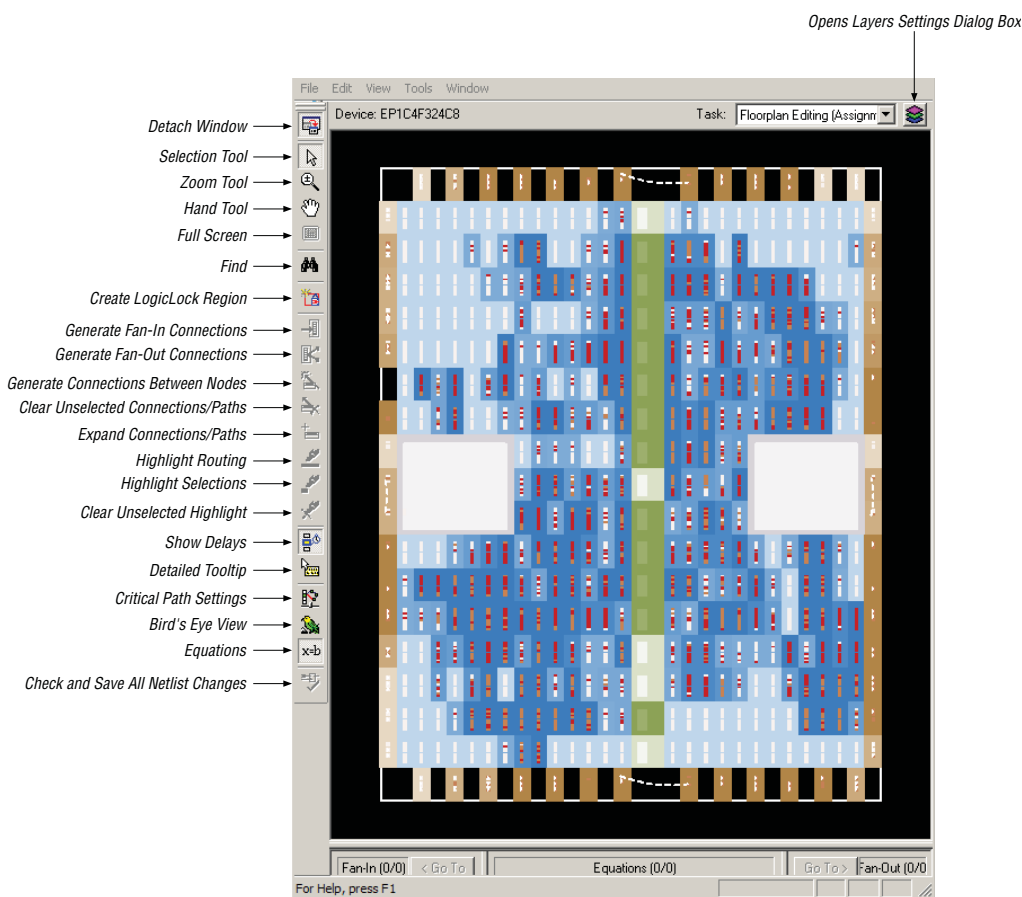 Opens Layers Settings Dialog Box
File Edit View Tools Window
Device: EP1C4F324C8 Task: Floorplan Editing (Assignm
Detach Window
Selection Tool
Zoom Tool
Hand Tool
Full Screen
Find
Create LogicLock Region
Generate Fan-In Connections
Generate Fan-Out Connections
Generate Connections Between Nodes
Clear Unselected Connections/Paths
Expand Connections/Paths
Highlight Routing
Highlight Selections
Clear Unselected Highlight
Show Delays
Detailed Tooltip
Critical Path Settings
Bird's Eye View
Equations
x=b
Check and Save All Netlist Changes
Fan-In (0/0) < Go To Equations (0/0) Go To > Fan-Out (0/0
For Help, press F1